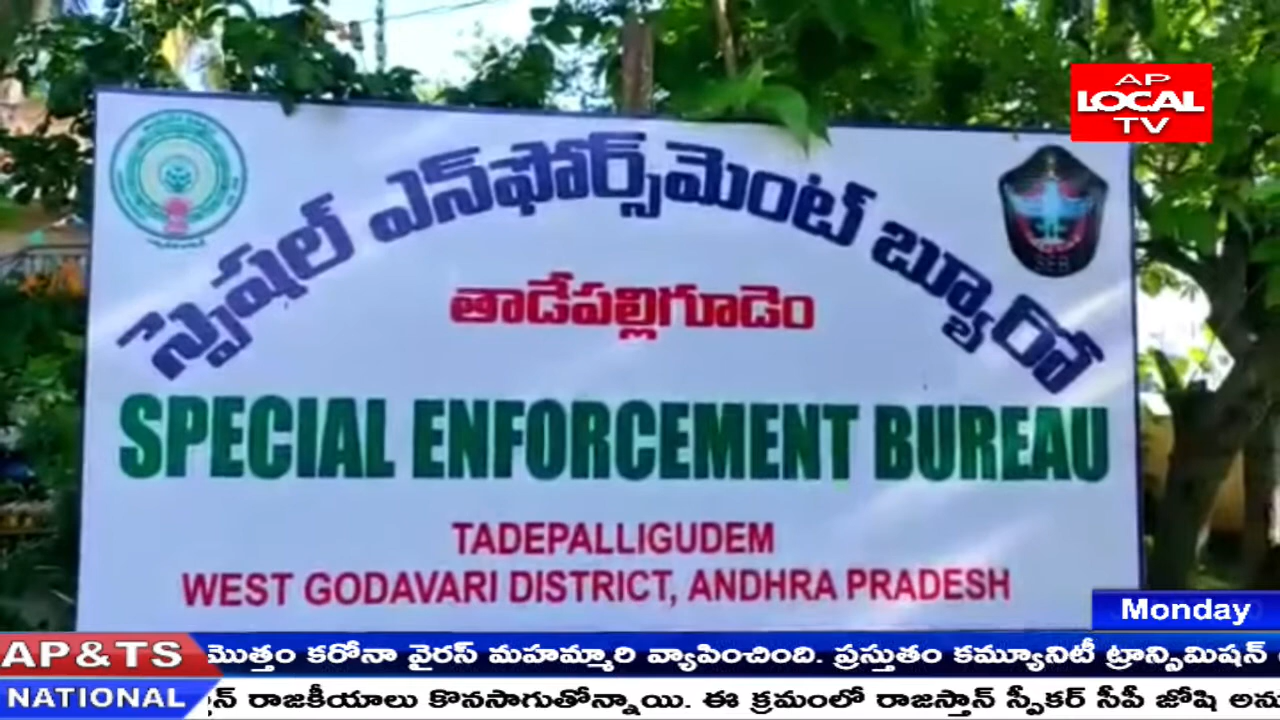 AP
LOCAL
TV
స్పెషల్ ఎన్‌ఫోర్స్‌మెంట్ బ్యూరో
తాడేపల్లిగూడెం
SEB
SPECIAL ENFORCEMENT BUREAU
TADEPALLIGUDEM
WEST GODAVARI DISTRICT, ANDHRA PRADESH
Monday
AP&TS మొత్తం కరోనా వైరస్ మహమ్మారి వ్యాపించింది. ప్రస్తుతం కమ్యూనిటీ ట్రాన్సిమిషన్
NATIONAL రాజకీయాలు కొనసాగుతోన్నాయి. ఈ క్రమంలో రాజస్తాన్ స్పీకర్ సీపీ జోషి